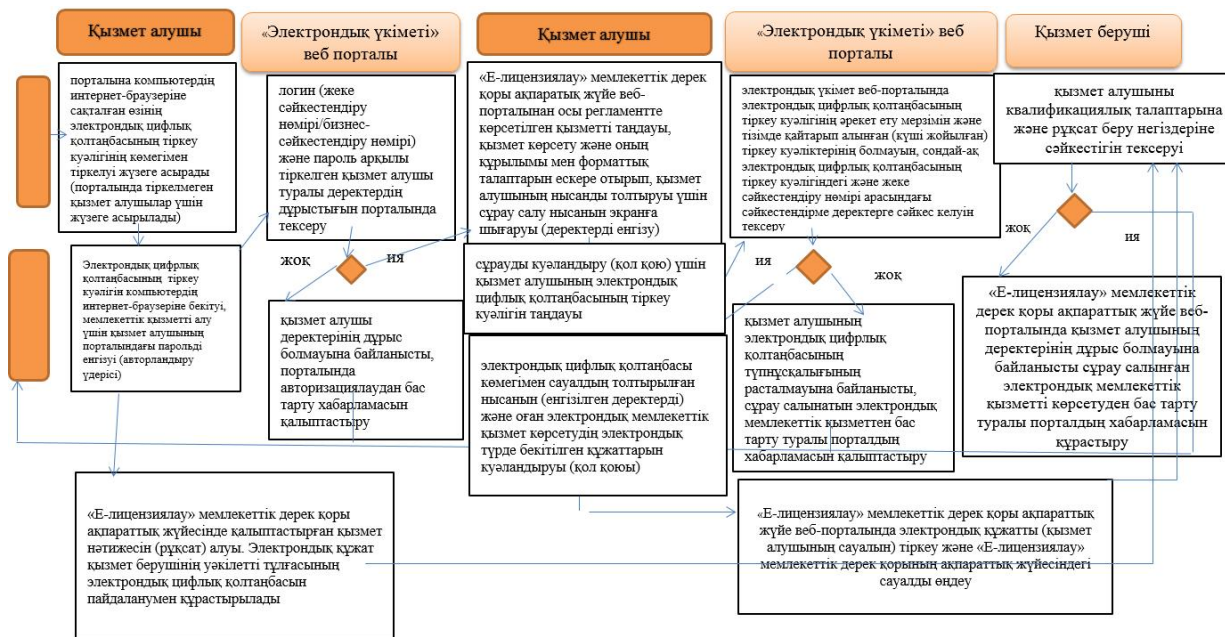 Қызмет алушы
«Электрондық үкіметі» веб
порталы
Қызмет алушы
«Электрондық үкіметі» веб
порталы
Қызмет беруші
порталына компьютердің
интернет-браузеріне
сақталған өзінің
электрондық цифлық
қолтаңбасының тіркеу
куәлігінің көмегімен
тіркелуі жүзеге асырады
(порталында тіркелмеген
қызмет алушылар үшін
жүзеге асырылады)
Электрондық цифрлық
қолтаңбасының тіркеу
куәлігін компьютердің
интернет-браузеріне бекітуі,
мемлекеттік қызметті алу
үшін қызмет алушының
порталындағы парольді
енгізуі (авторландыру
үдерісі)
логин (жеке
сәйкестендіру
нөмірі/бизнес-
сәйкестендіру нөмірі)
және пароль арқылы
тіркелген қызмет алушы
туралы деректердің
дұрыстығын порталында
тексеру
жоқ
ия
қызмет алушы
деректерінің дұрыс
болмауына байланысты,
порталында
авторизациялаудан бас
тарту хабарламасын
қалыптастыру
«Е-лицензиялау» мемлекеттік дерек
қоры ақпараттық жүйе веб-
порталынан осы регламентте
көрсетілген қызметті таңдауы,
қызмет көрсету және оның
құрылымы мен форматтық
талаптарын ескере отырып, қызмет
алушының нысанды толтыруы үшін
сұрау салу нысанын экранға
шығаруы (деректерді енгізу)
сұрауды куәландыру (қол қою) үшін
қызмет алушының электрондық
цифлық қолтаңбасының тіркеу
куәлігін таңдауы
электрондық цифлық қолтаңбасы
көмегімен сауалдың толтырылған
нысанын (енгізілген деректерді)
және оған электрондық мемлекеттік
қызмет көрсетудің электрондық
түрде бекітілген құжаттарын
куәландыруы (қол қоюы)
электрондық үкімет веб-порталында
электрондық цифрлық қолтаңбасының
тіркеу куәлігінің әрекет ету мерзімін және
тізімде қайтарып алынған (күші жойылған)
тіркеу куәліктерінің болмауын, сондай-ақ
электрондық цифрлық қолтаңбасының
тіркеу куәлігіндегі және жеке
сәйкестендіру нөмірі арасындағы
сәйкестендірме деректерге сәйкес келуін
тексеру
ия
жоқ
қызмет алушының
электрондық цифрлық
қолтаңбасының
түпнұсқалығының
расталмауына байланысты,
сұрау салынатын электрондық
мемлекеттік қызметтен бас
тарту туралы порталдың
хабарламасын қалыптастыру
қызмет алушыны
квалификациялық талаптарына
және рұқсат беру негіздеріне
сәйкестігін тексеруі
жоқ
ия
«Е-лицензиялау» мемлекеттік
дерек қоры ақпараттық жүйе веб-
порталында қызмет алушының
деректерінің дұрыс болмауына
байланысты сұрау салынған
электрондық мемлекеттік
қызметті көрсетуден бас тарту
туралы порталдың хабарламасын
құрастыру
«Е-лицензиялау» мемлекеттік дерек қоры
ақпараттық жүйесінде қалыптастырған қызмет
нәтижесін (рұқсат) алуы. Электрондық құжат
қызмет берушінің уәкілетті тұлғасының
электрондық цифлық қолтаңбасын
пайдаланумен құрастырылады
«Е-лицензиялау» мемлекеттік дерек қоры ақпараттық
жүйе веб-порталында электрондық құжатты (қызмет
алушының сауалын) тіркеу және «Е-лицензиялау»
мемлекеттік дерек қорының ақпараттық жүйесіндегі
сауалды өңдеу